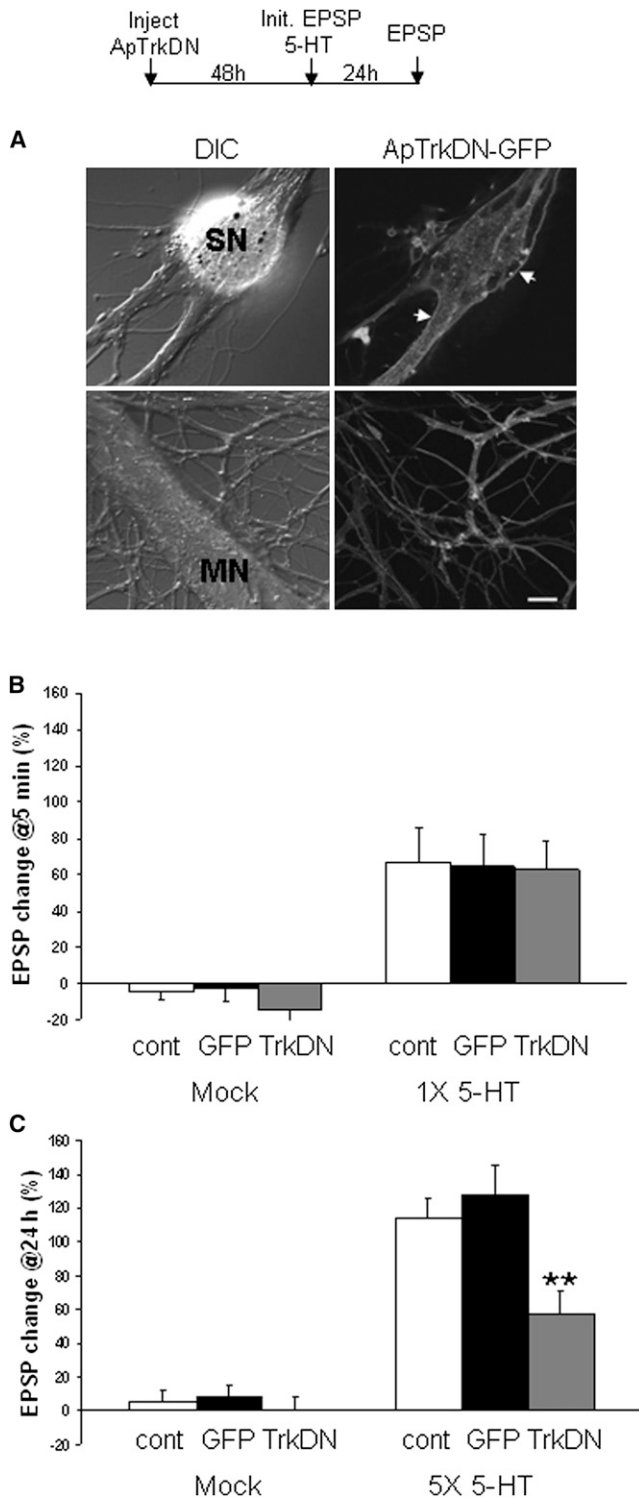 Inject Init. EPSP EPSP
ApTrkDN 5-HT
48h 24h
A
DIC ApTrkDN-GFP
SN
MN
B
EPSP change @5 min (%)
160
140
120
100
80
60
40
20
0
-20
cont GFP TrkDN cont GFP TrkDN
Mock 1X 5-HT
C
EPSP change @24 h (%)
160
140
120
100
80
60
40
20
0
-20
**
cont GFP TrkDN cont GFP TrkDN
Mock 5X 5-HT